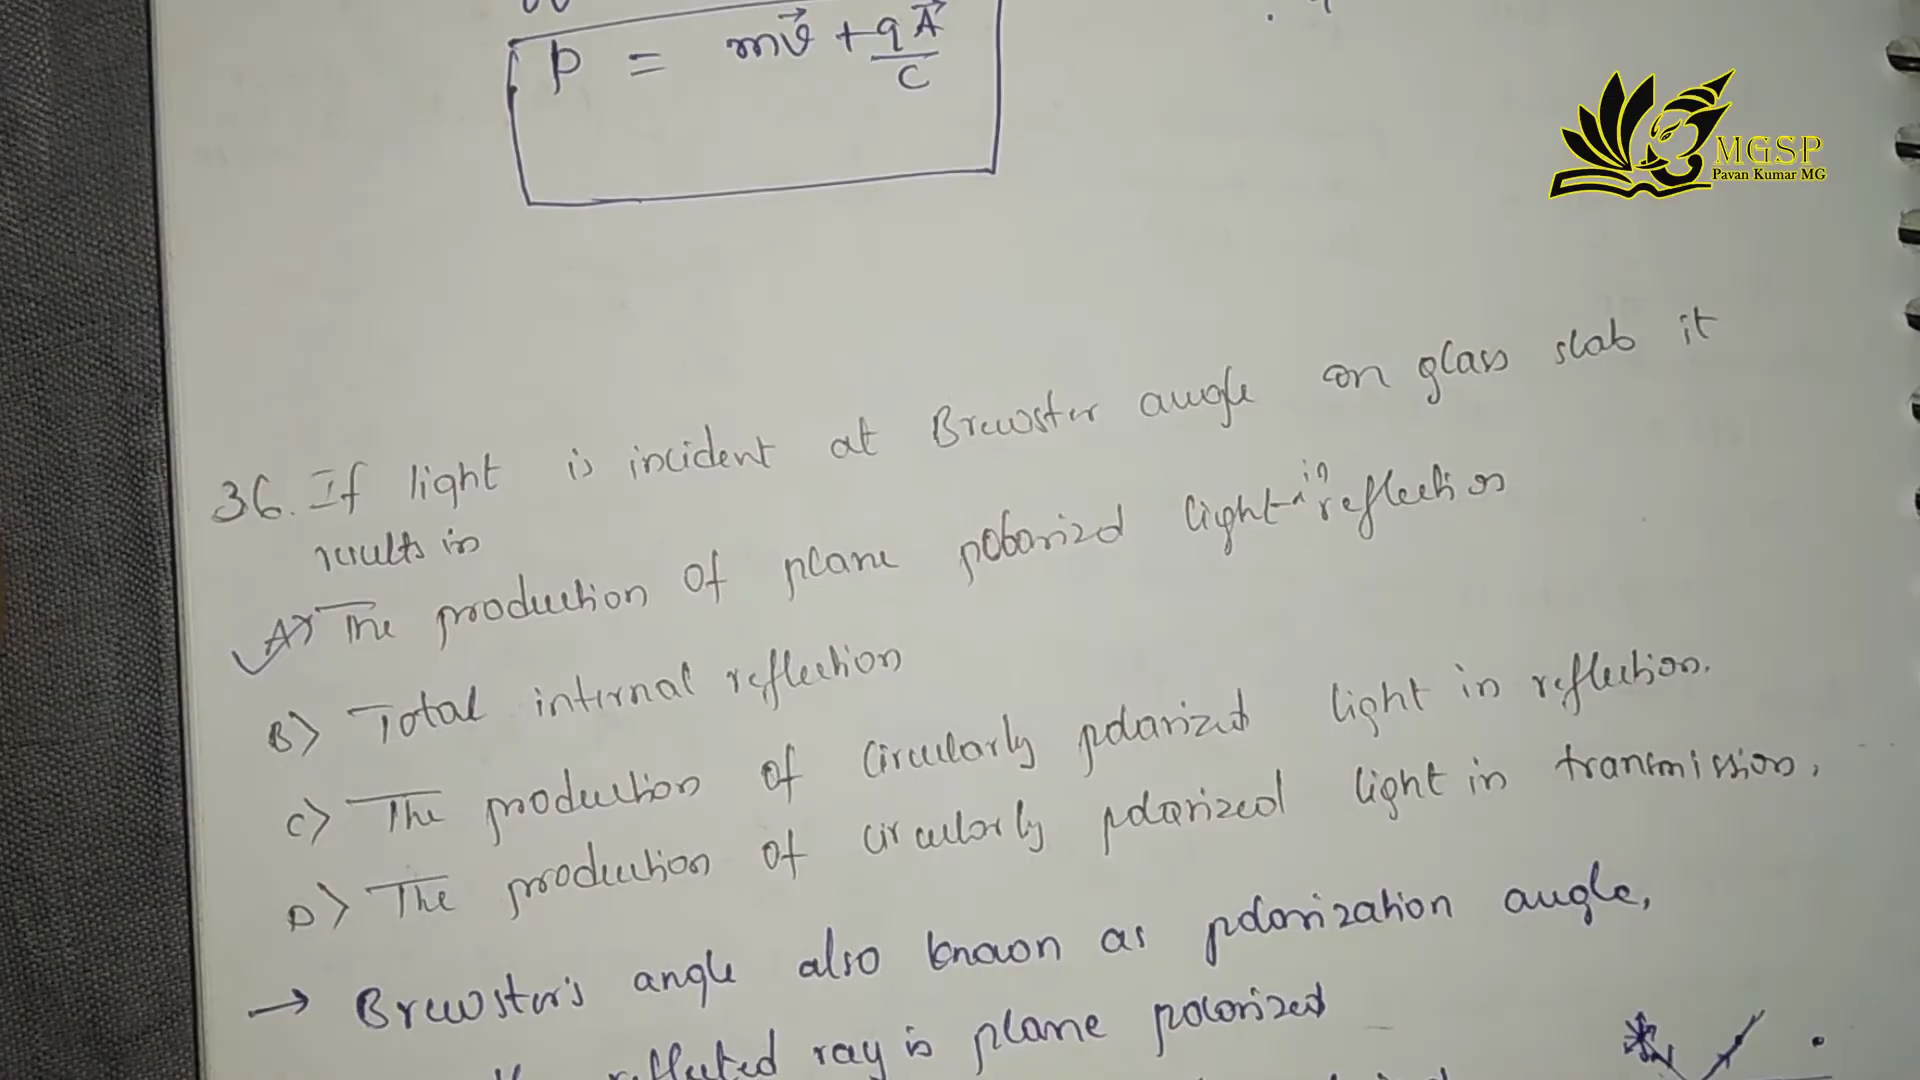 p = mv⃗ + qA⃗/c
MGSP
Pavan Kumar MG
36. If light is incident at Brewster angle on glass slab it
results in
A) The production of plane polarized light in reflection
B) Total internal reflection
C) The production of circularly polarized light in reflection.
D) The production of circularly polarized light in transmission.
→ Brewster's angle also known as polarization angle,
reflected ray is plane polarized